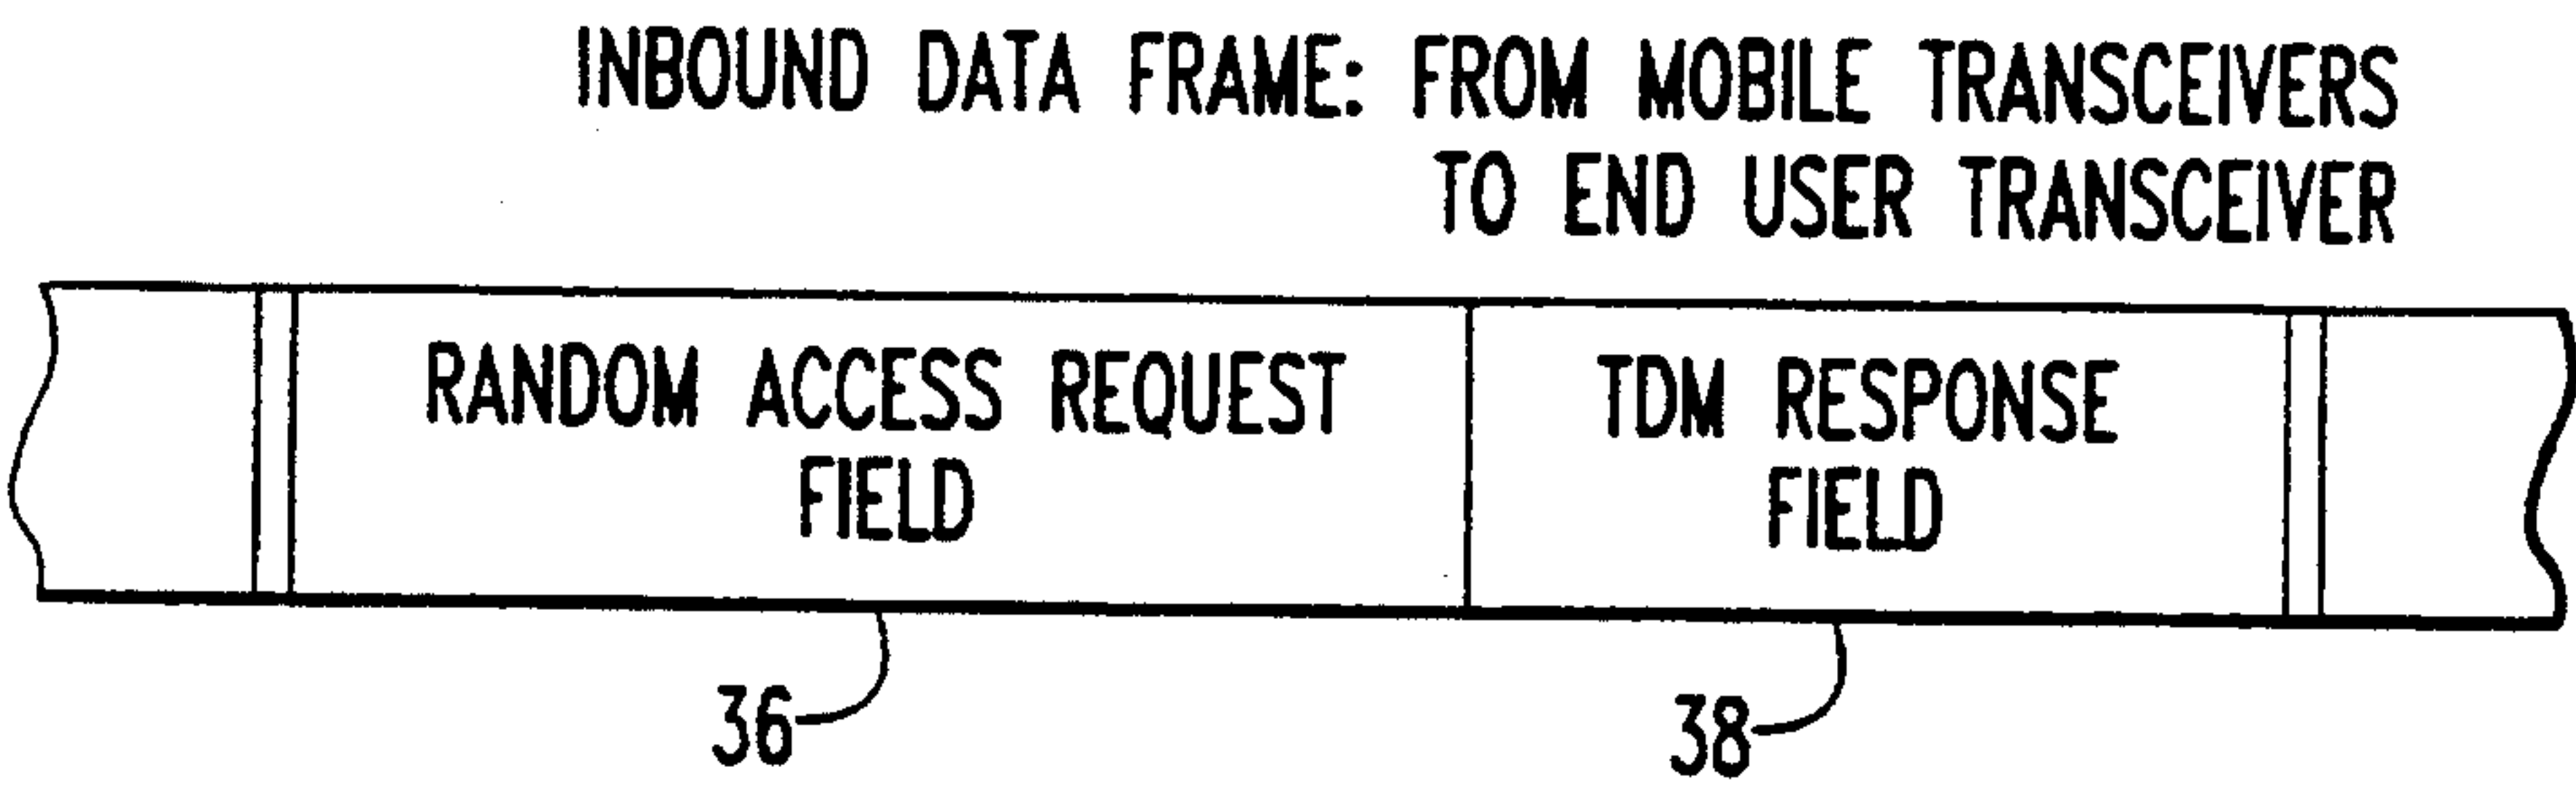 INBOUND DATA FRAME: FROM MOBILE TRANSCEIVERS
TO END USER TRANSCEIVER
RANDOM ACCESS REQUEST
FIELD
TDM RESPONSE
FIELD
36
38